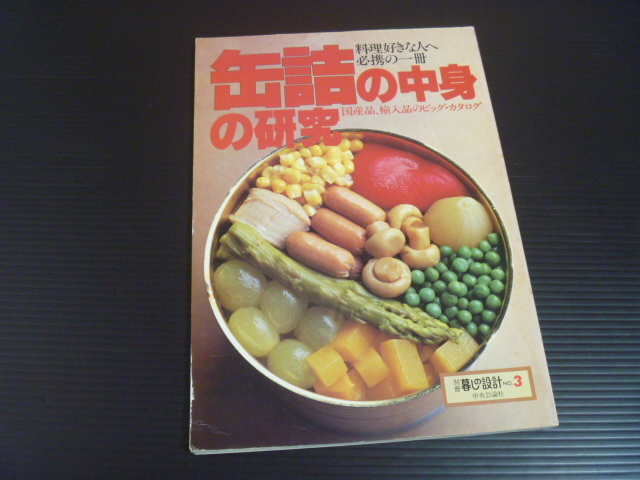 料理好きな人へ
必携の一冊
缶詰の中身
の研究
国産品、輸入品のビッグ・カタログ
別冊 暮しの設計 NO.3
中央公論社